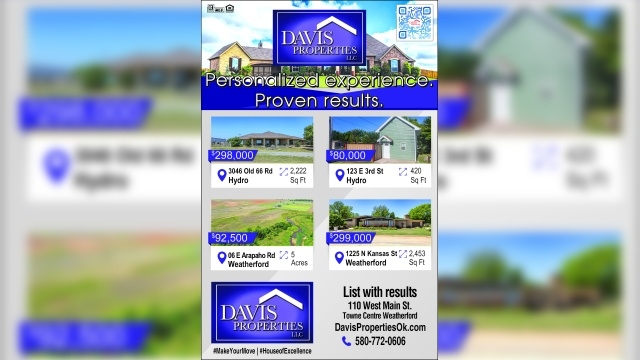 DAVIS
PROPERTIES
LLC
Personalized experience.
Proven results.
$298,000
3046 Old 66 Rd
Hydro
2,222
Sq Ft
$80,000
123 E 3rd St
Hydro
420
Sq Ft
$92,500
06 E Arapaho Rd
Weatherford
5
Acres
$299,000
1225 N Kansas St
Weatherford
2,453
Sq Ft
DAVIS
PROPERTIES
LLC
#MakeYourMove | #HouseofExcellence
List with results
110 West Main St.
Towne Centre Weatherford
DavisPropertiesOk.com
580-772-0606